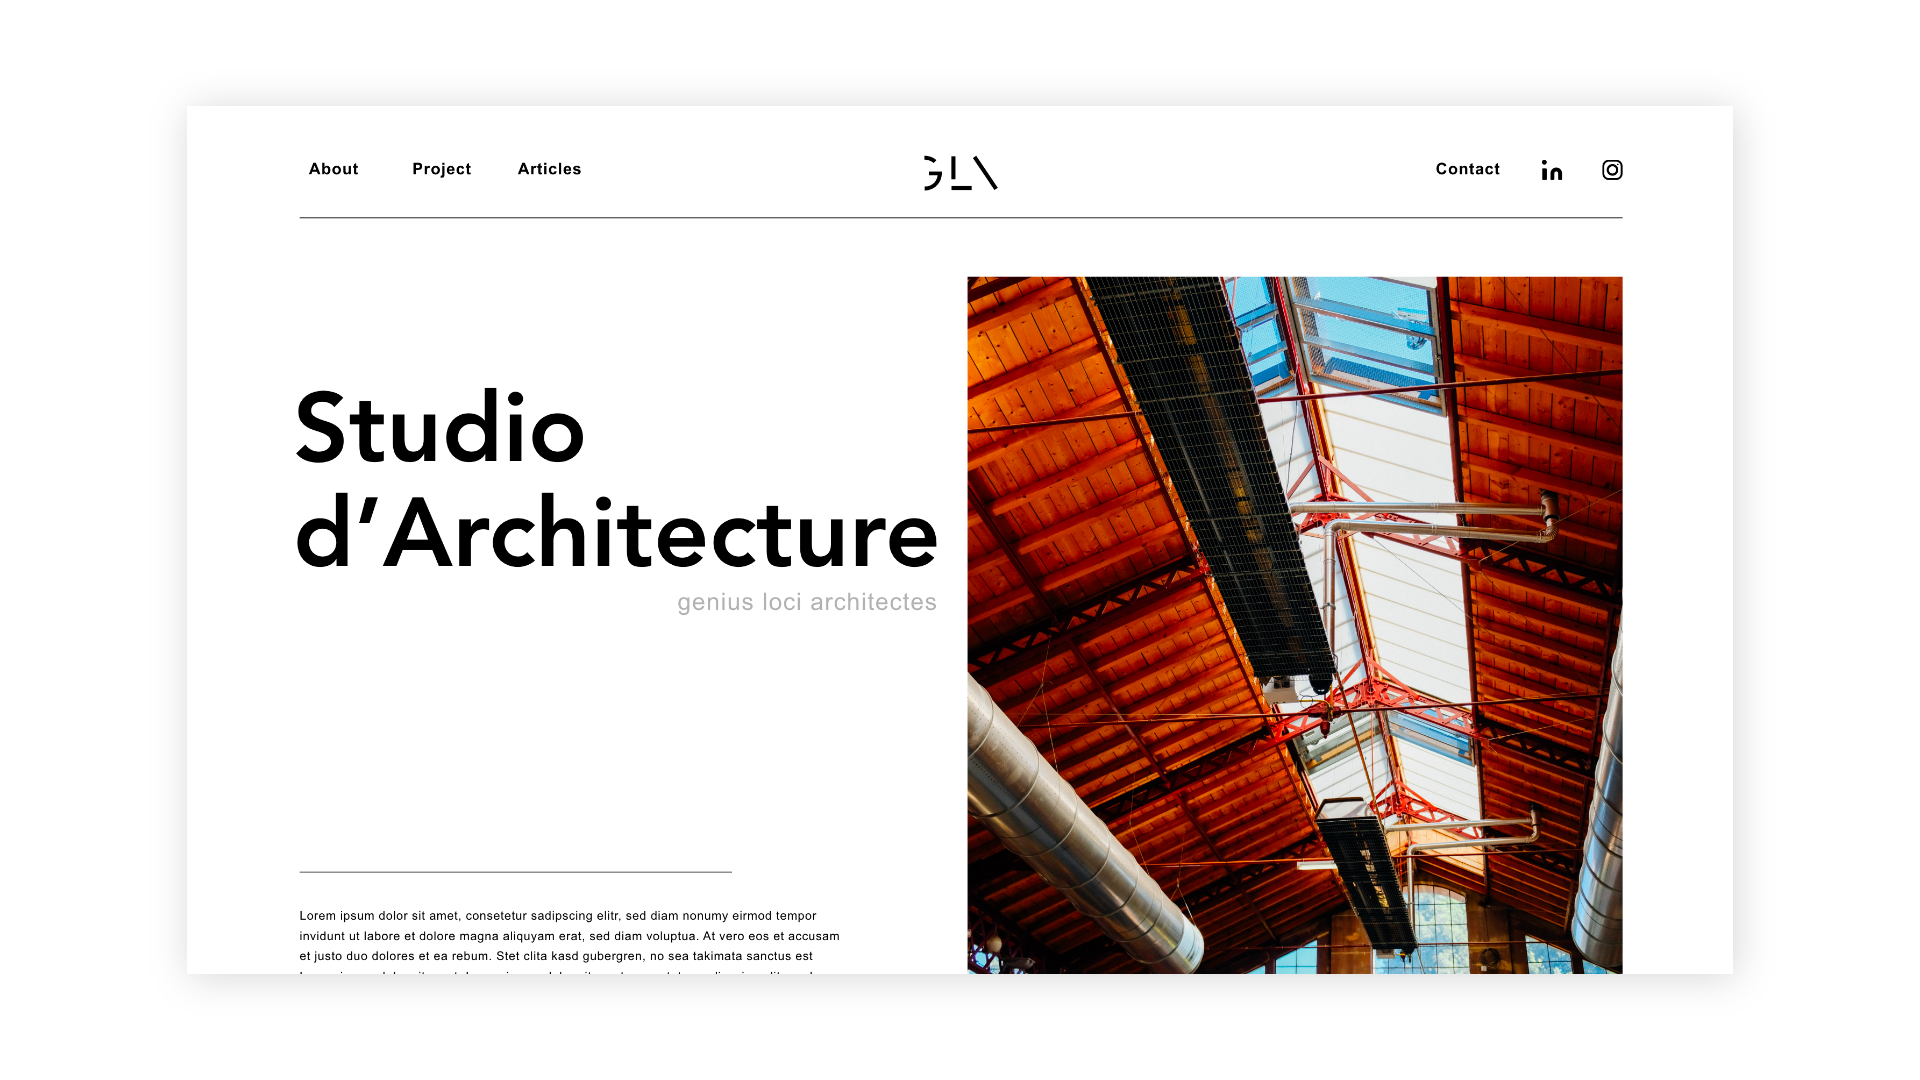 About Project Articles GLA Contact
Studio
d’Architecture
genius loci architectes
Lorem ipsum dolor sit amet, consetetur sadipscing elitr, sed diam nonumy eirmod tempor
invidunt ut labore et dolore magna aliquyam erat, sed diam voluptua. At vero eos et accusam
et justo duo dolores et ea rebum. Stet clita kasd gubergren, no sea takimata sanctus est